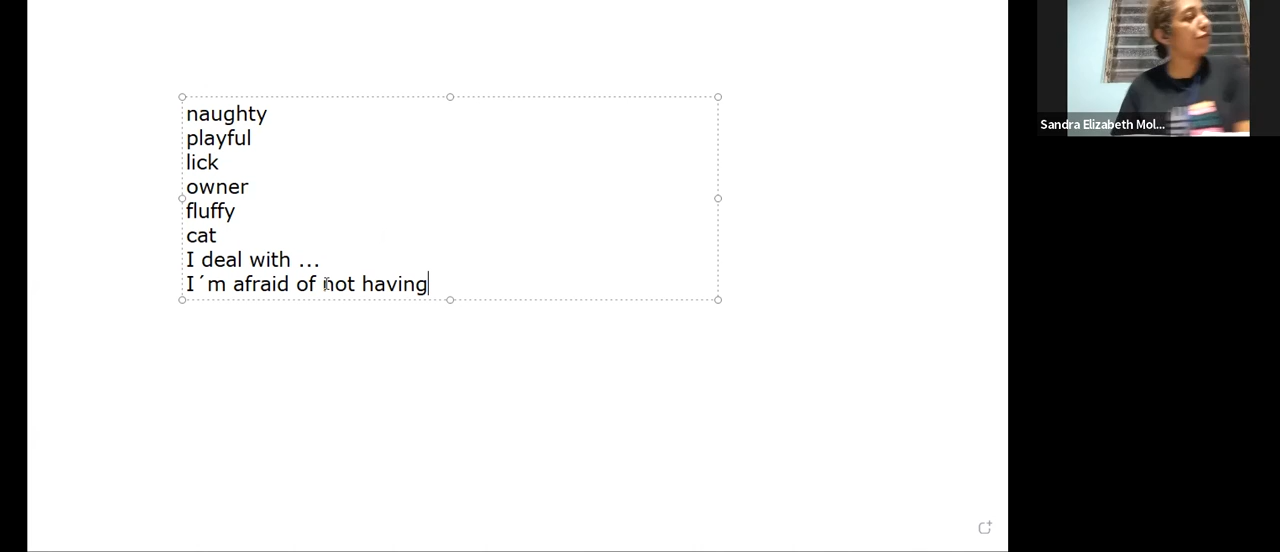 naughty
playful
lick
owner
fluffy
cat
I deal with ...
I´m afraid of not having
Sandra Elizabeth Mol...